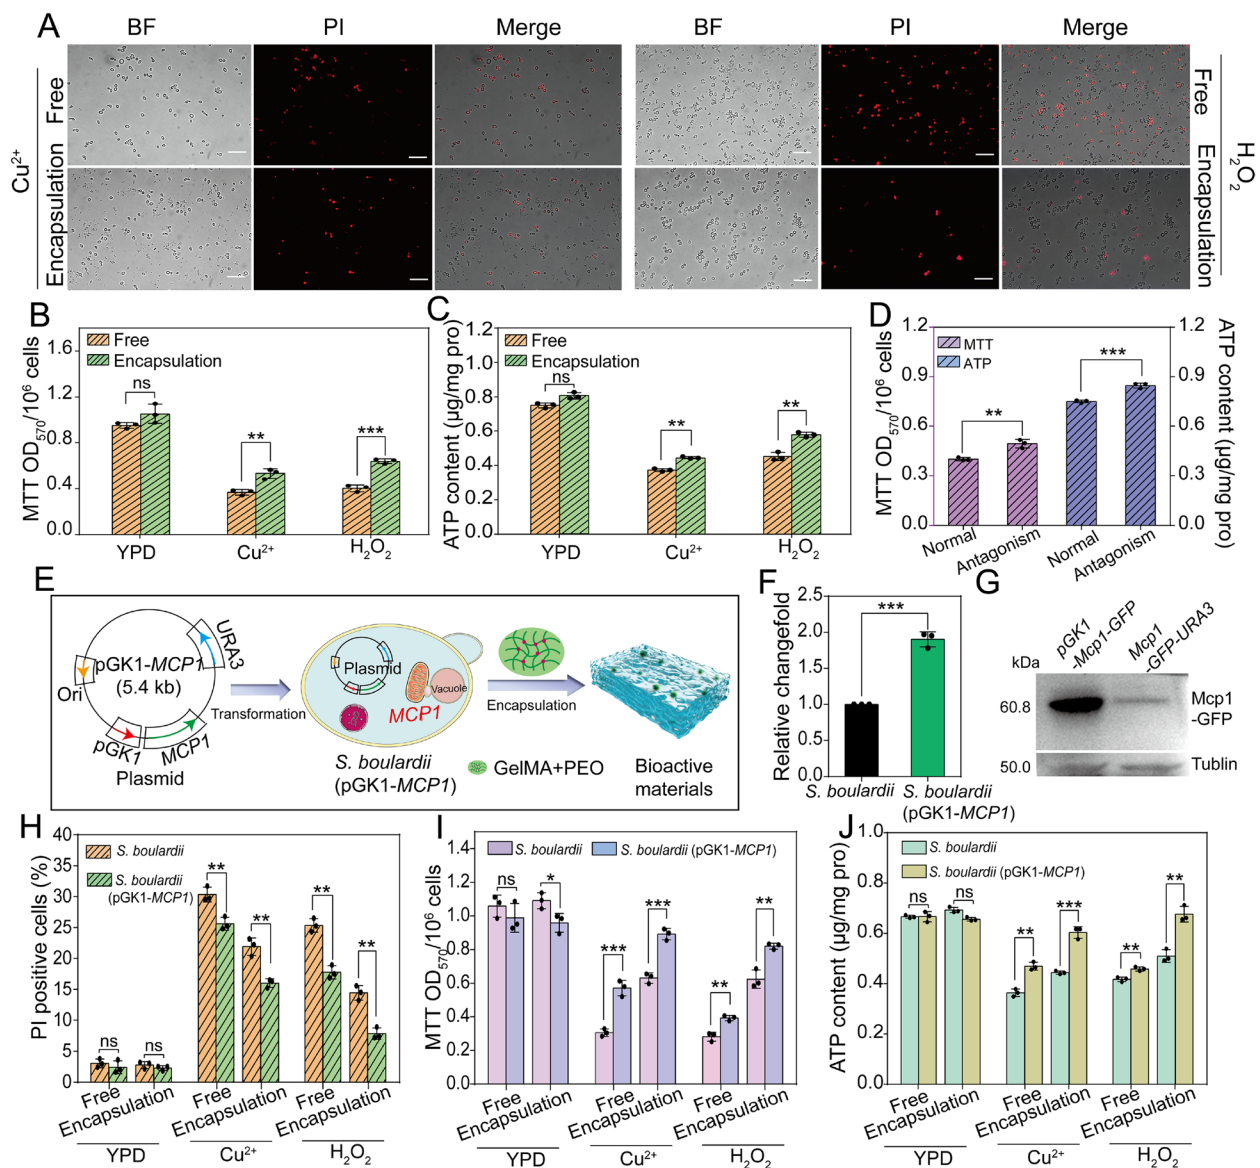 A
BF PI Merge BF PI Merge
Cu²⁺
Free
Encapsulation
Free
Encapsulation
H₂O₂
B
MTT OD₅₇₀/10⁶ cells
1.6
1.2
0.8
0.4
0.0
Free
Encapsulation
ns
**
***
YPD Cu²⁺ H₂O₂
C
ATP content (μg/mg pro)
1.2
1.0
0.8
0.6
0.4
0.2
0.0
Free
Encapsulation
ns
**
**
YPD Cu²⁺ H₂O₂
D
MTT OD₅₇₀/10⁶ cells
1.2
0.9
0.6
0.3
0.0
MTT
ATP
**
***
Normal Antagonism Normal Antagonism
1.2
1.0
0.8
0.6
0.4
0.2
0.0
ATP content (μg/mg pro)
E
pGK1-MCP1
(5.4 kb)
URA3
Ori
pGK1
MCP1
Plasmid
Transformation
Plasmid
Vacuole
MCP1
S. boulardii
(pGK1-MCP1)
Encapsulation
GelMA+PEO
Bioactive
materials
F
Relative changefold
2.5
2.0
1.5
1.0
0.5
0.0
***
S. boulardii
S. boulardii
(pGK1-MCP1)
G
pGK1
-Mcp1-GFP
Mcp1
-GFP-URA3
kDa
60.8
Mcp1
-GFP
50.0
Tublin
H
PI positive cells (%)
40
35
30
25
20
15
10
5
0
S. boulardii
S. boulardii
(pGK1-MCP1)
ns
ns
**
**
**
**
Free Encapsulation Free Encapsulation Free Encapsulation
YPD Cu²⁺ H₂O₂
I
MTT OD₅₇₀/10⁶ cells
1.4
1.2
1.0
0.8
0.6
0.4
0.2
0.0
S. boulardii S. boulardii (pGK1-MCP1)
ns
*
***
***
**
**
Free Encapsulation Free Encapsulation Free Encapsulation
YPD Cu²⁺ H₂O₂
J
ATP content (μg/mg pro)
1.0
0.8
0.6
0.4
0.2
0.0
S. boulardii
S. boulardii (pGK1-MCP1)
ns
ns
**
***
**
**
Free Encapsulation Free Encapsulation Free Encapsulation
YPD Cu²⁺ H₂O₂